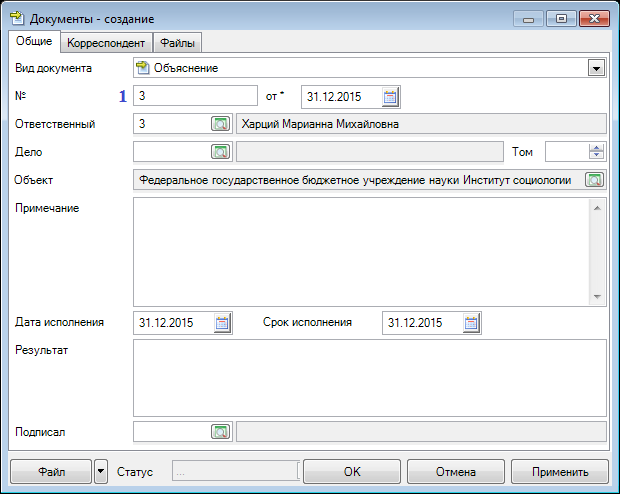 Документы - создание
Общие Корреспондент Файлы
Вид документа Объяснение
№ 1 3 от * 31.12.2015
Ответственный 3 Харций Марианна Михайловна
Дело Том
Объект Федеральное государственное бюджетное учреждение науки Институт социологии
Примечание
Дата исполнения 31.12.2015 Срок исполнения 31.12.2015
Результат
Подписал
Файл Статус ... OK Отмена Применить